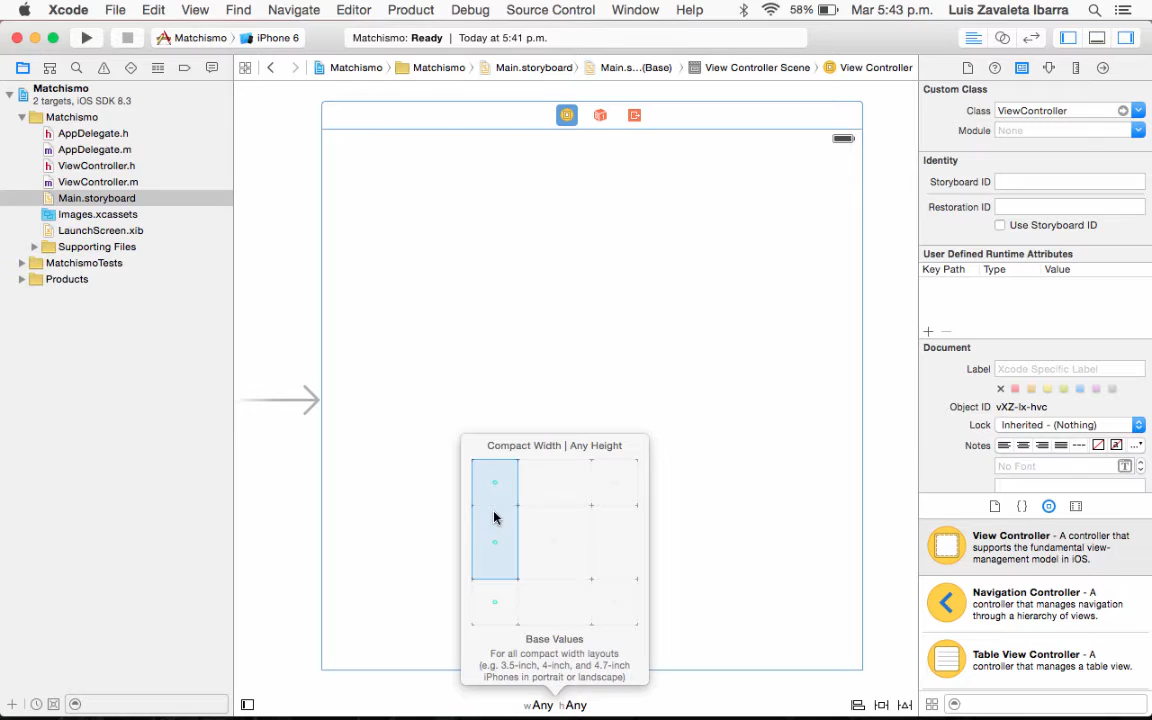 Xcode File Edit View Find Navigate Editor Product Debug Source Control Window Help 58% Mar 5:43 p.m. Luis Zavaleta Ibarra
Matchismo iPhone 6 Matchismo: Ready | Today at 5:41 p.m.
Matchismo Matchismo Main.storyboard Main.s...(Base) View Controller Scene View Controller
Matchismo
2 targets, iOS SDK 8.3
Matchismo
h AppDelegate.h
m AppDelegate.m
h ViewController.h
m ViewController.m
Main.storyboard
Images.xcassets
LaunchScreen.xib
Supporting Files
MatchismoTests
Products
Compact Width | Any Height
Base Values
For all compact width layouts
(e.g. 3.5-inch, 4-inch, and 4.7-inch
iPhones in portrait or landscape)
wAny hAny
Custom Class
Class ViewController
Module None
Identity
Storyboard ID
Restoration ID
Use Storyboard ID
User Defined Runtime Attributes
Key Path Type Value
Document
Label Xcode Specific Label
Object ID vXZ-lx-hvc
Lock Inherited - (Nothing)
Notes
No Font
View Controller - A controller that
supports the fundamental view-
management model in iOS.
Navigation Controller - A
controller that manages navigation
through a hierarchy of views.
Table View Controller - A
controller that manages a table view.